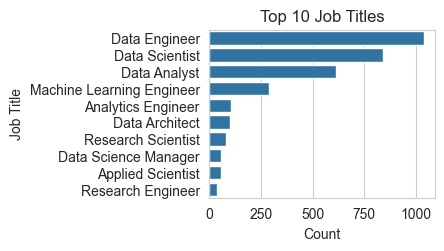 Top 10 Job Titles
Job Title
Data Engineer
Data Scientist
Data Analyst
Machine Learning Engineer
Analytics Engineer
Data Architect
Research Scientist
Data Science Manager
Applied Scientist
Research Engineer
0 250 500 750 1000
Count